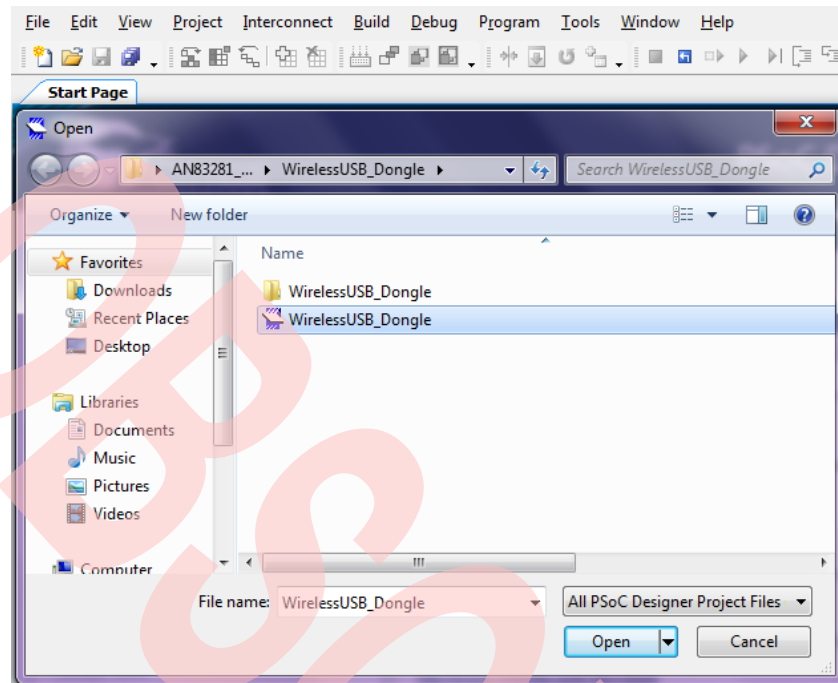 File Edit View Project Interconnect Build Debug Program Tools Window Help
Start Page
Open
AN83281_... WirelessUSB_Dongle
Search WirelessUSB_Dongle
Organize New folder
Name
Favorites
Downloads
Recent Places
Desktop
Libraries
Documents
Music
Pictures
Videos
Computer
WirelessUSB_Dongle
WirelessUSB_Dongle
File name: WirelessUSB_Dongle
All PSoC Designer Project Files
Open Cancel